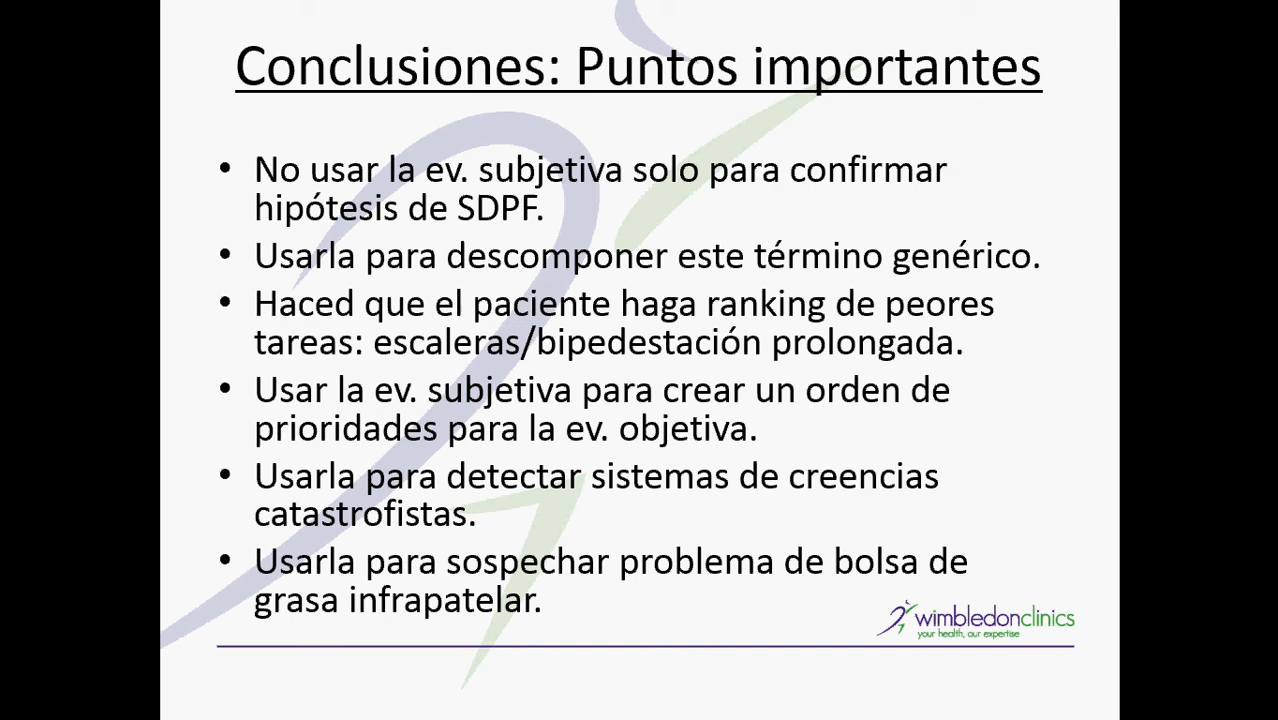 Conclusiones: Puntos importantes
• No usar la ev. subjetiva solo para confirmar
hipótesis de SDPF.
• Usarla para descomponer este término genérico.
• Haced que el paciente haga ranking de peores
tareas: escaleras/bipedestación prolongada.
• Usar la ev. subjetiva para crear un orden de
prioridades para la ev. objetiva.
• Usarla para detectar sistemas de creencias
catastrofistas.
• Usarla para sospechar problema de bolsa de
grasa infrapatelar.
wimbledonclinics
your health, our expertise